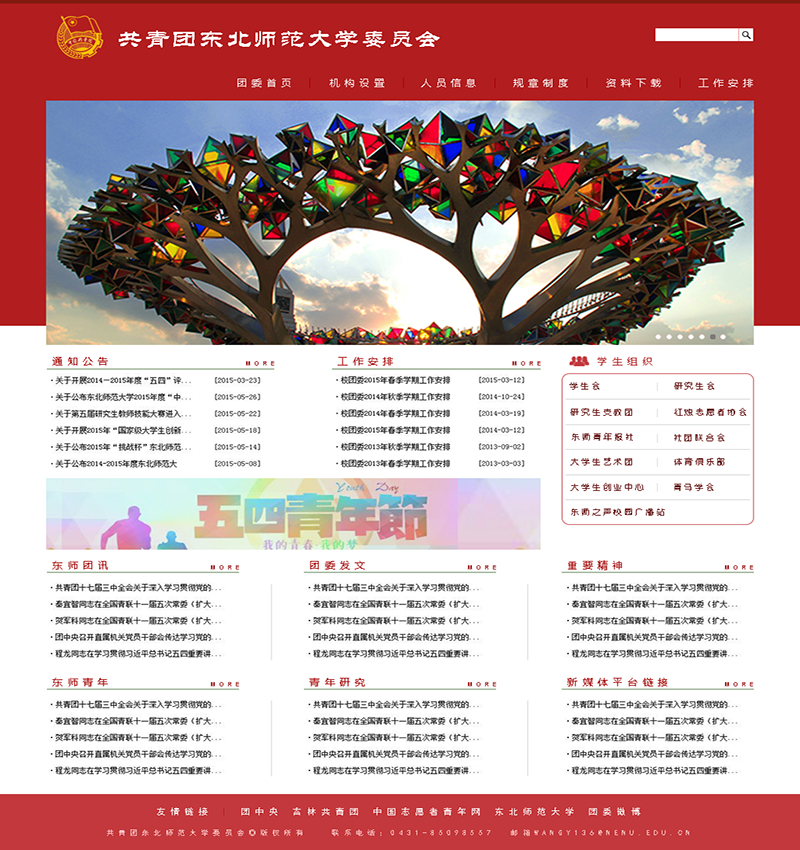 共青团东北师范大学委员会
团委首页 机构设置 人员信息 规章制度 资料下载 工作安排
通知公告 MORE
·关于开展2014-2015年度“五四”评... [2015-03-23]
·关于公布东北师范大学2015年度“中... [2015-05-26]
·关于第五届研究生教师技能大赛进入... [2015-05-22]
·关于开展2015年“国家级大学生创新... [2015-05-18]
·关于公布2015年“挑战杯”东北师范... [2015-05-14]
·关于公布2014-2015年度东北师范大 [2015-05-08]
工作安排 MORE
·校团委2015年春季学期工作安排 [2015-03-12]
·校团委2014年秋季学期工作安排 [2014-10-24]
·校团委2014年春季学期工作安排 [2014-03-19]
·校团委2014年春季学期工作安排 [2014-03-12]
·校团委2013年秋季学期工作安排 [2013-09-02]
·校团委2013年春季学期工作安排 [2013-03-03]
学生组织
学生会 研究生会
研究生支教团 红烛志愿者协会
东师青年报社 社团联合会
大学生艺术团 体育俱乐部
大学生创业中心 青马学会
东师之声校园广播站
Youth Day
五四青年節
我的青春·我的梦
东师团讯 MORE
·共青团十七届三中全会关于深入学习贯彻党的...
·秦宜智同志在全国青联十一届五次常委（扩大...
·贺军科同志在全国青联十一届五次常委（扩大...
·团中央召开直属机关党员干部会传达学习党的...
·程龙同志在学习贯彻习近平总书记五四重要讲...
团委发文 MORE
·共青团十七届三中全会关于深入学习贯彻党的...
·秦宜智同志在全国青联十一届五次常委（扩大...
·贺军科同志在全国青联十一届五次常委（扩大...
·团中央召开直属机关党员干部会传达学习党的...
·程龙同志在学习贯彻习近平总书记五四重要讲...
重要精神 MORE
·共青团十七届三中全会关于深入学习贯彻党的...
·秦宜智同志在全国青联十一届五次常委（扩大...
·贺军科同志在全国青联十一届五次常委（扩大...
·团中央召开直属机关党员干部会传达学习党的...
·程龙同志在学习贯彻习近平总书记五四重要讲...
东师青年 MORE
·共青团十七届三中全会关于深入学习贯彻党的...
·秦宜智同志在全国青联十一届五次常委（扩大...
·贺军科同志在全国青联十一届五次常委（扩大...
·团中央召开直属机关党员干部会传达学习党的...
·程龙同志在学习贯彻习近平总书记五四重要讲...
青年研究 MORE
·共青团十七届三中全会关于深入学习贯彻党的...
·秦宜智同志在全国青联十一届五次常委（扩大...
·贺军科同志在全国青联十一届五次常委（扩大...
·团中央召开直属机关党员干部会传达学习党的...
·程龙同志在学习贯彻习近平总书记五四重要讲...
新媒体平台链接 MORE
·共青团十七届三中全会关于深入学习贯彻党的...
·秦宜智同志在全国青联十一届五次常委（扩大...
·贺军科同志在全国青联十一届五次常委（扩大...
·团中央召开直属机关党员干部会传达学习党的...
·程龙同志在学习贯彻习近平总书记五四重要讲...
友情链接 团中央 吉林共青团 中国志愿者青年网 东北师范大学 团委微博
共青团东北师范大学委员会©版权所有 联系电话：0431-85098557 邮箱WANGY136@NENU.EDU.CN